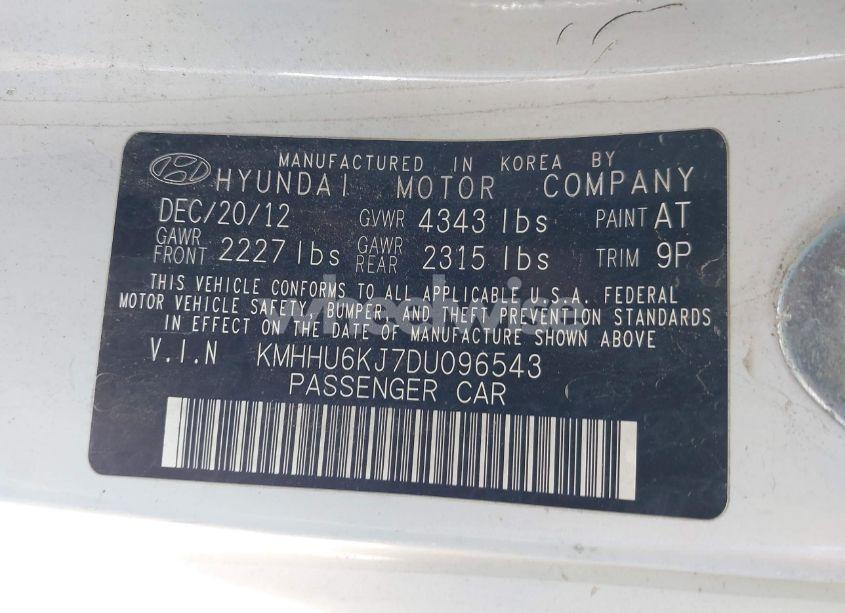 MANUFACTURED IN KOREA BY
HYUNDAI MOTOR COMPANY
DEC/20/12 GVWR 4343 lbs PAINT AT
GAWR FRONT 2227 lbs GAWR REAR 2315 lbs TRIM 9P
THIS VEHICLE CONFORMS TO ALL APPLICABLE U.S.A. FEDERAL
MOTOR VEHICLE SAFETY, BUMPER, AND THEFT PREVENTION STANDARDS
IN EFFECT ON THE DATE OF MANUFACTURE SHOWN ABOVE
V.I.N KMHHU6KJ7DU096543
PASSENGER CAR
wheelwise